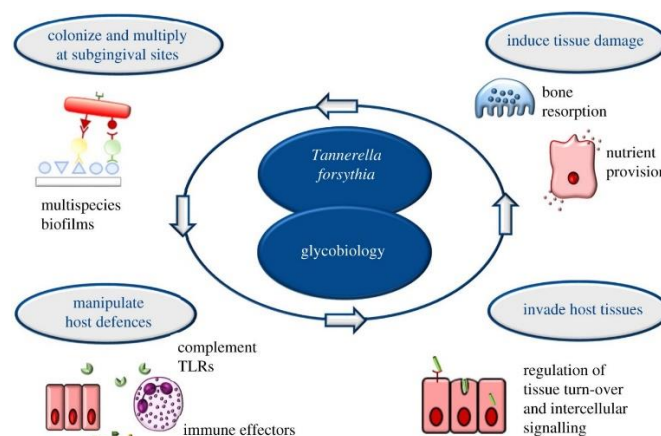 colonize and multiply
at subgingival sites
multispecies
biofilms
induce tissue damage
bone
resorption
nutrient
provision
Tannerella
forsythia
glycobiology
manipulate
host defences
complement
TLRs
immune effectors
invade host tissues
regulation of
tissue turn-over
and intercellular
signalling